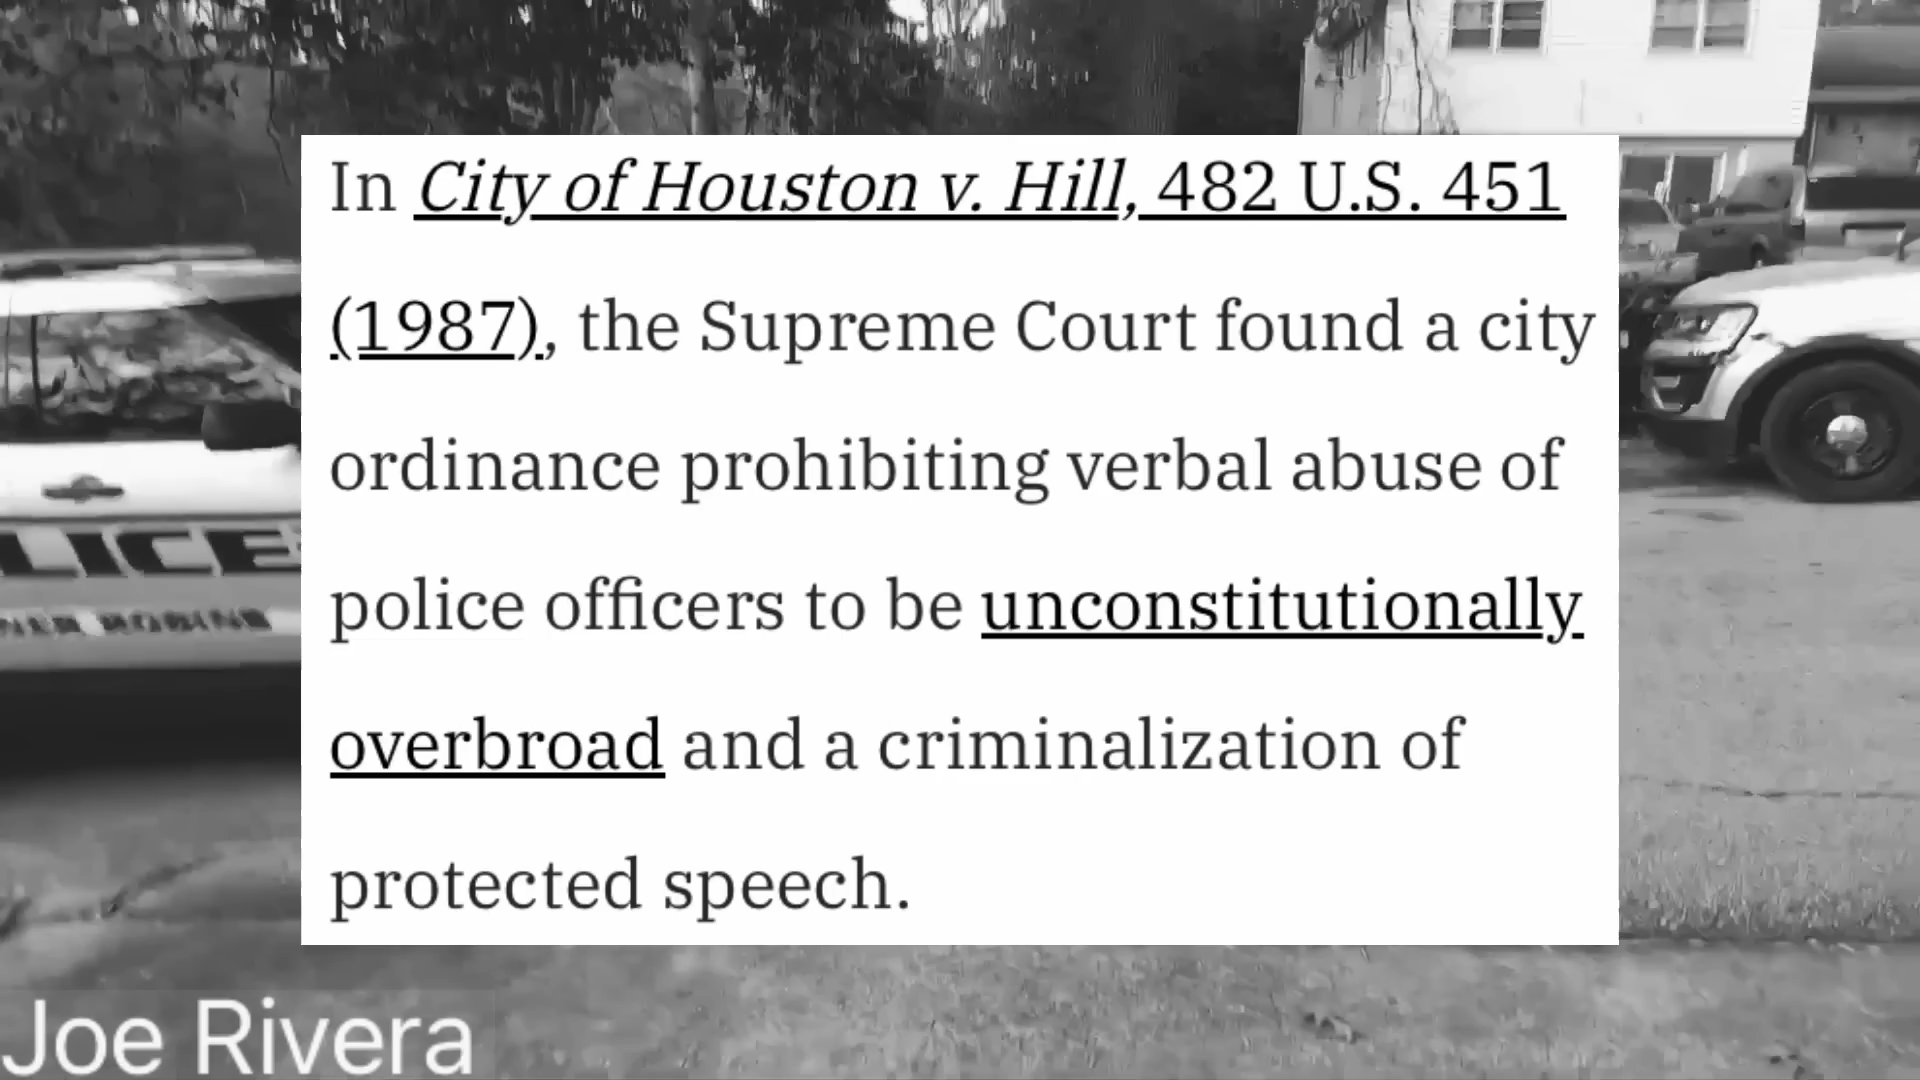 In City of Houston v. Hill, 482 U.S. 451
(1987), the Supreme Court found a city
ordinance prohibiting verbal abuse of
police officers to be unconstitutionally
overbroad and a criminalization of
protected speech.
LICE
Joe Rivera